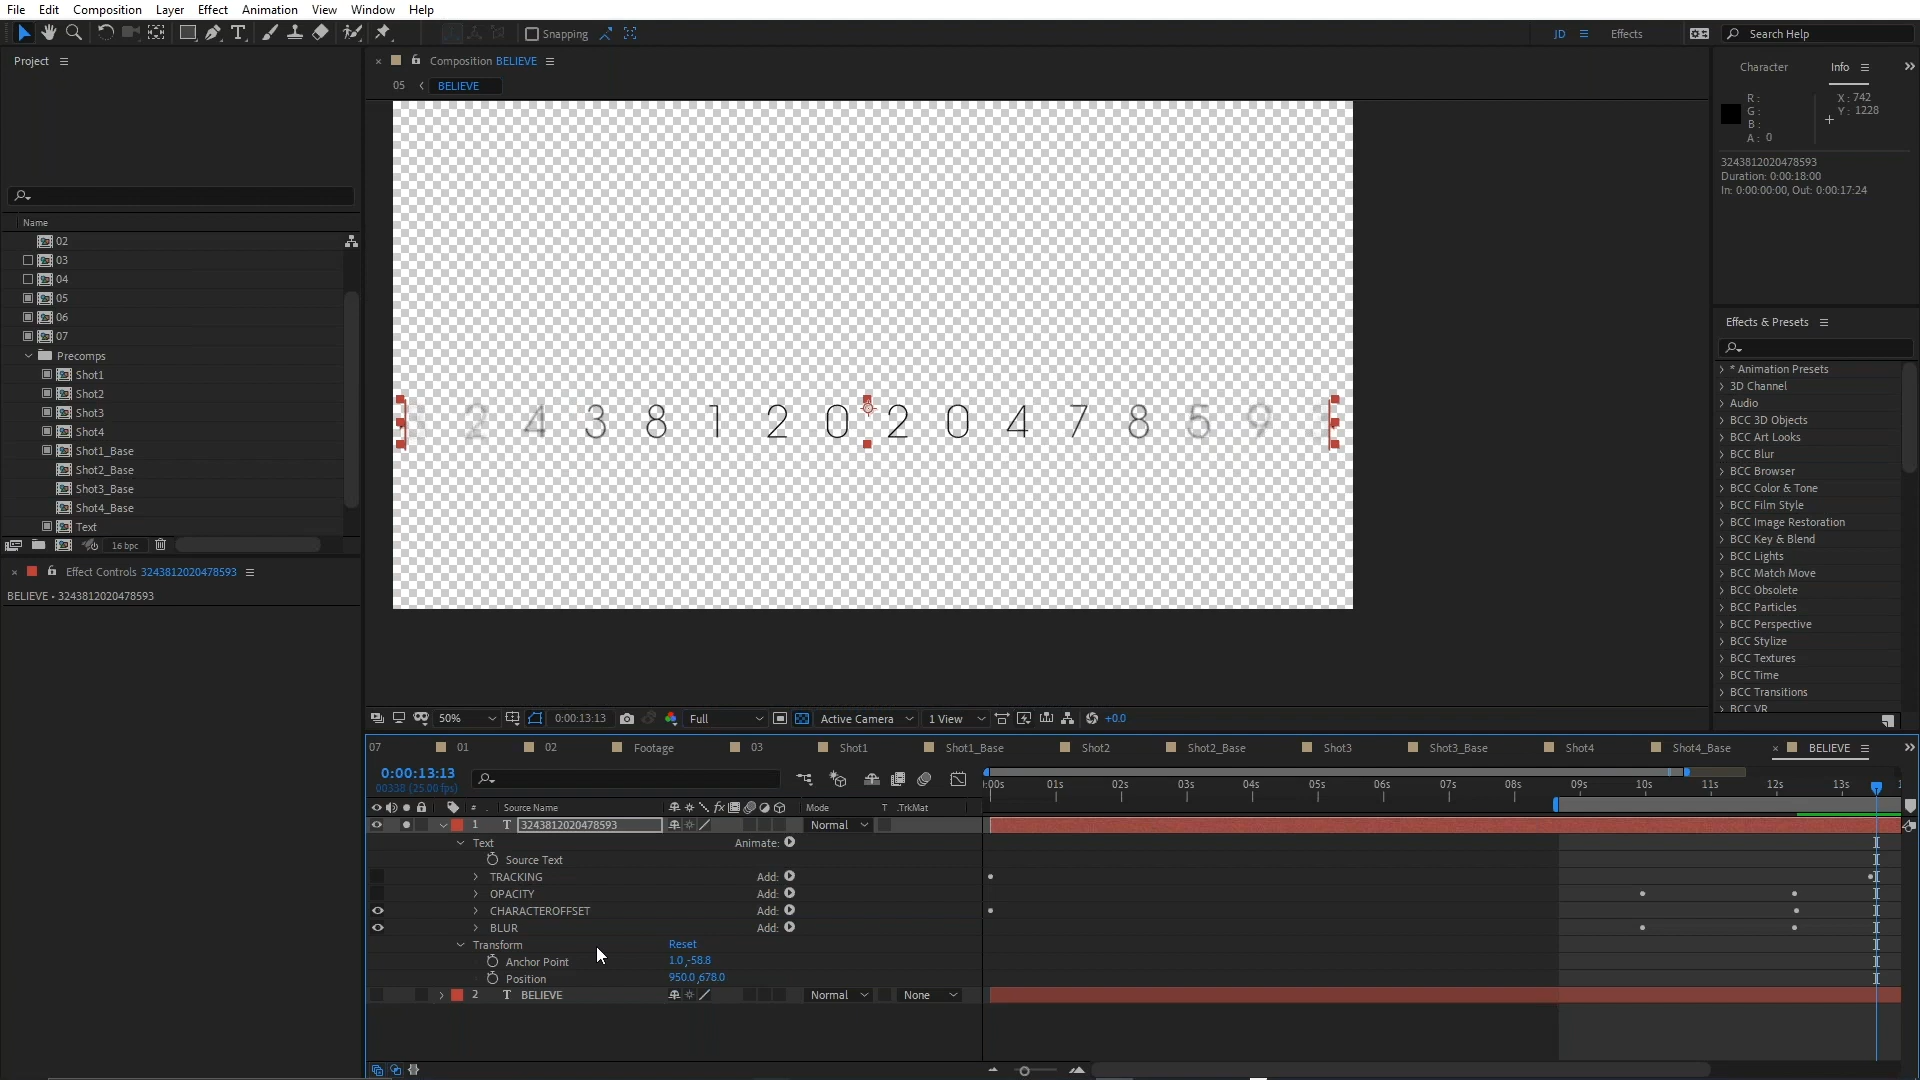 File Edit Composition Layer Effect Animation View Window Help
Snapping
JD Effects Search Help
Project
Name
02
03
04
05
06
07
Precomps
Shot1
Shot2
Shot3
Shot4
Shot1_Base
Shot2_Base
Shot3_Base
Shot4_Base
Text
16 bpc
Effect Controls 3243812020478593
BELIEVE • 3243812020478593
Composition BELIEVE
05 BELIEVE
2 4 3 8 1 2 0 2 0 4 7 8 5 9
50% 0:00:13:13 Full Active Camera 1 View +0.0
Character Info
R :
G :
B :
A : 0
X : 742
Y : 1228
3243812020478593
Duration: 0:00:18:00
In: 0:00:00:00, Out: 0:00:17:24
Effects & Presets
* Animation Presets
3D Channel
Audio
BCC 3D Objects
BCC Art Looks
BCC Blur
BCC Browser
BCC Color & Tone
BCC Film Style
BCC Image Restoration
BCC Key & Blend
BCC Lights
BCC Match Move
BCC Obsolete
BCC Particles
BCC Perspective
BCC Stylize
BCC Textures
BCC Time
BCC Transitions
BCC VR
07 01 02 Footage 03 Shot1 Shot1_Base Shot2 Shot2_Base Shot3 Shot3_Base Shot4 Shot4_Base BELIEVE
0:00:13:13
00338 (25.00 fps)
:00s 01s 02s 03s 04s 05s 06s 07s 08s 09s 10s 11s 12s 13s
# Source Name Mode T .TrkMat
1 T 3243812020478593 Normal
Text Animate:
Source Text
TRACKING Add:
OPACITY Add:
CHARACTEROFFSET Add:
BLUR Add:
Transform Reset
Anchor Point 1.0,-58.8
Position 950.0,678.0
2 T BELIEVE Normal None